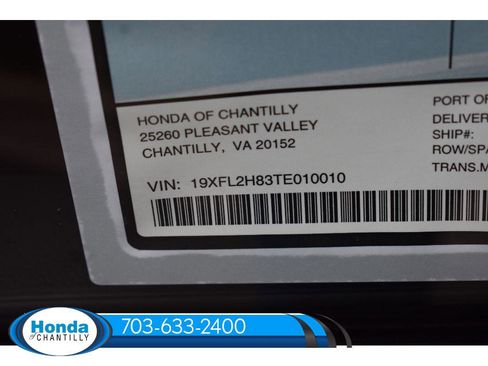 HONDA OF CHANTILLY
25260 PLEASANT VALLEY
CHANTILLY, VA 20152
VIN: 19XFL2H83TE010010
PORT OF
DELIVER
SHIP#:
ROW/SPA
TRANS.M
703-633-2400
Honda
OF CHANTILLY